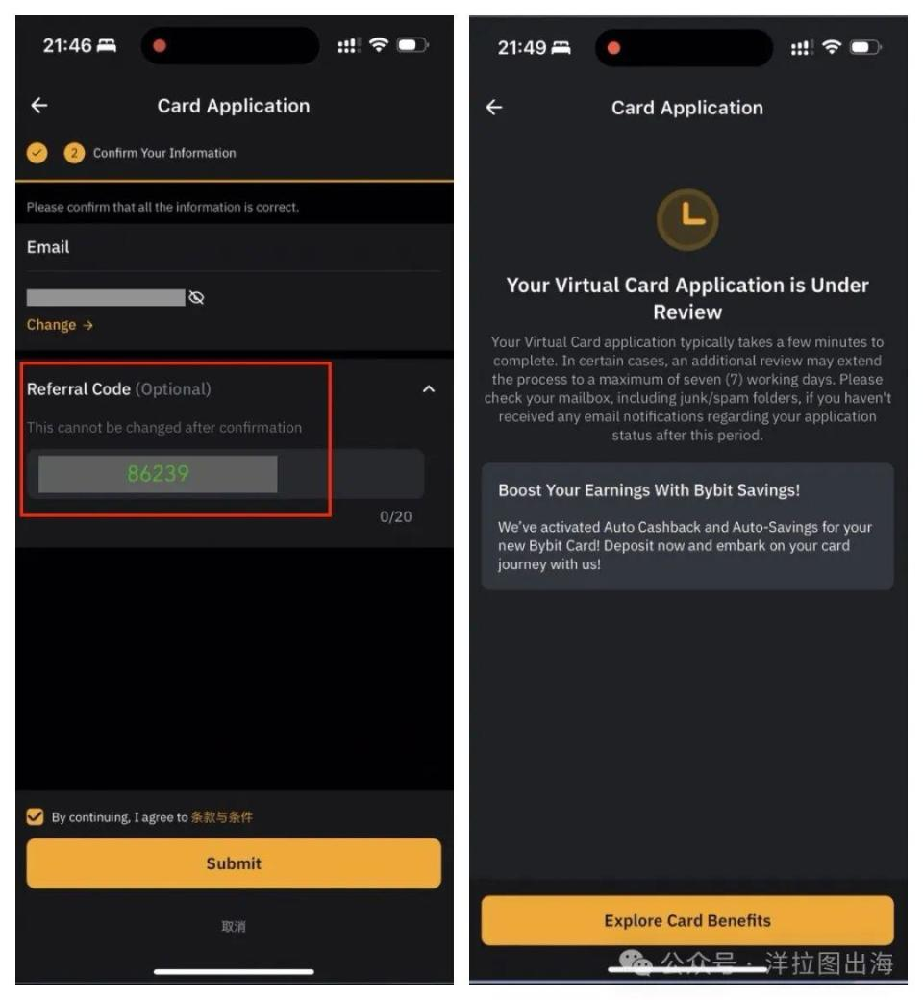 21:46
Card Application
2 Confirm Your Information
Please confirm that all the information is correct.
Email
Change →
Referral Code (Optional)
This cannot be changed after confirmation
86239
0/20
By continuing, I agree to 条款与条件
Submit
取消
21:49
Card Application
Your Virtual Card Application is Under
Review
Your Virtual Card application typically takes a few minutes to
complete. In certain cases, an additional review may extend
the process to a maximum of seven (7) working days. Please
check your mailbox, including junk/spam folders, if you haven't
received any email notifications regarding your application
status after this period.
Boost Your Earnings With Bybit Savings!
We've activated Auto Cashback and Auto-Savings for your
new Bybit Card! Deposit now and embark on your card
journey with us!
Explore Card Benefits
公众号 · 洋拉图出海